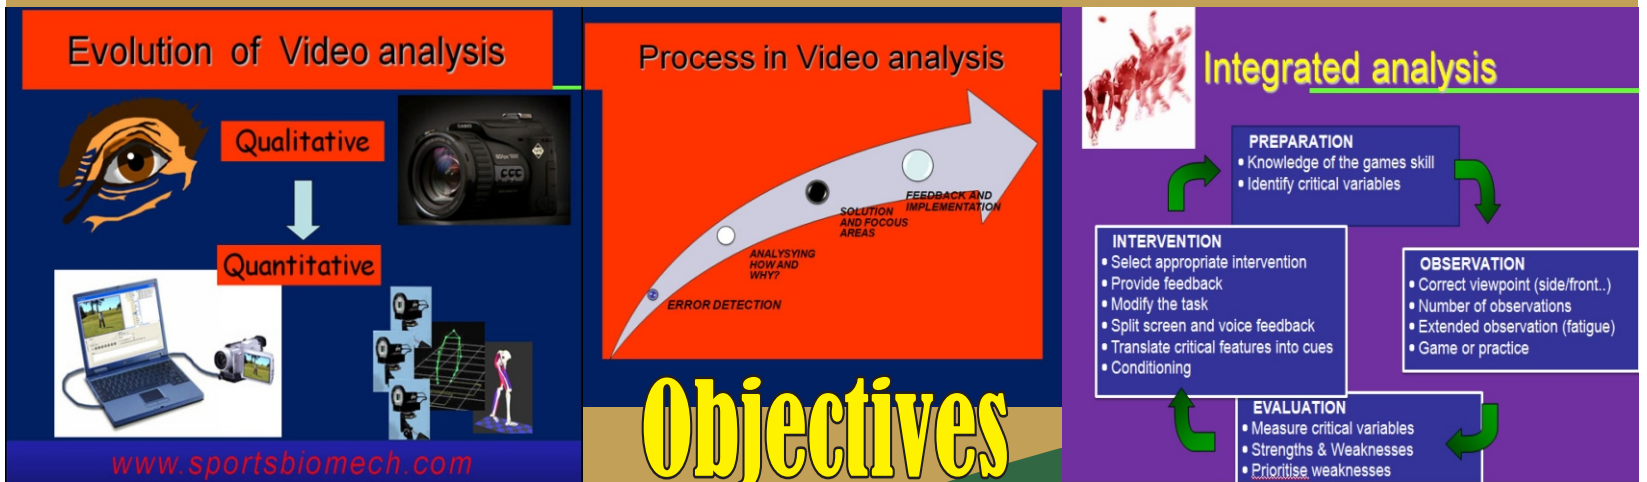 Evolution of Video analysis
Qualitative
Quantitative
www.sportsbiomech.com
Process in Video analysis
FEEDBACK AND
IMPLEMENTATION
SOLUTION
AND FOCOUS
AREAS
ANALYSYING
HOW AND
WHY?
ERROR DETECTION
Objectives
Integrated analysis
PREPARATION
• Knowledge of the games skill
• Identify critical variables
OBSERVATION
• Correct viewpoint (side/front..)
• Number of observations
• Extended observation (fatigue)
• Game or practice
EVALUATION
• Measure critical variables
• Strengths & Weaknesses
• Prioritise weaknesses
INTERVENTION
• Select appropriate intervention
• Provide feedback
• Modify the task
• Split screen and voice feedback
• Translate critical features into cues
• Conditioning